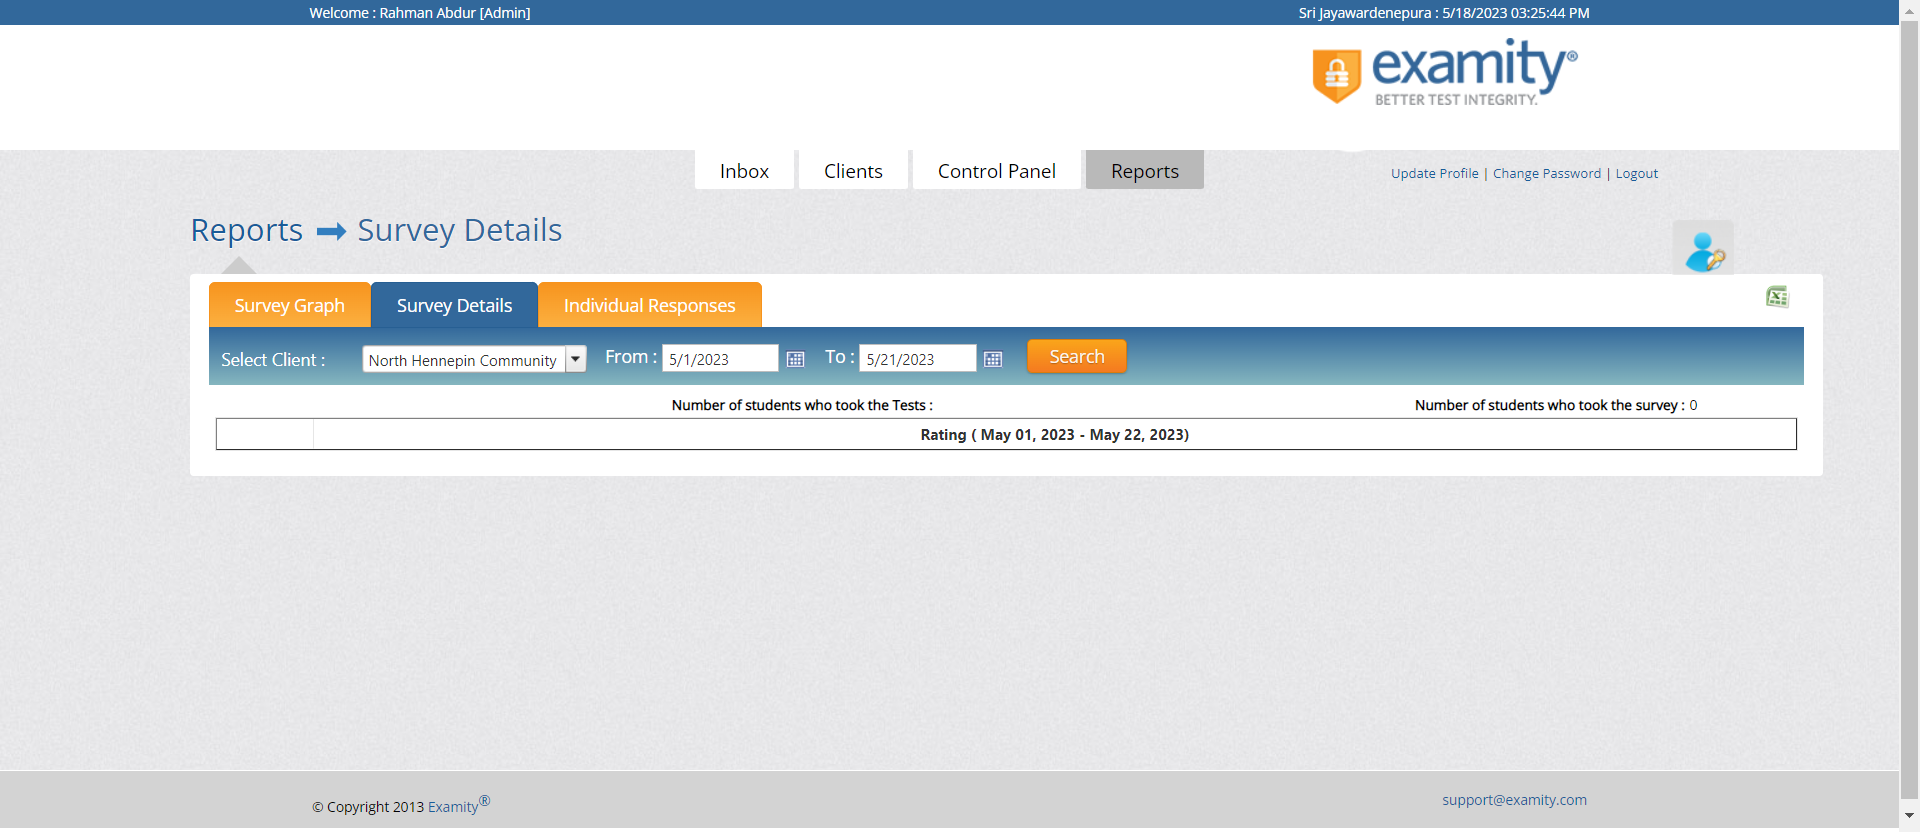 Welcome : Rahman Abdur [Admin]
Sri Jayawardenepura : 5/18/2023 03:25:44 PM
examity®
BETTER TEST INTEGRITY.
Inbox
Clients
Control Panel
Reports
Update Profile | Change Password | Logout
Reports
Survey Details
Survey Graph
Survey Details
Individual Responses
Select Client :
North Hennepin Community
From :
5/1/2023
To :
5/21/2023
Search
Number of students who took the Tests :
Number of students who took the survey : 0
Rating ( May 01, 2023 - May 22, 2023)
© Copyright 2013 Examity®
support@examity.com